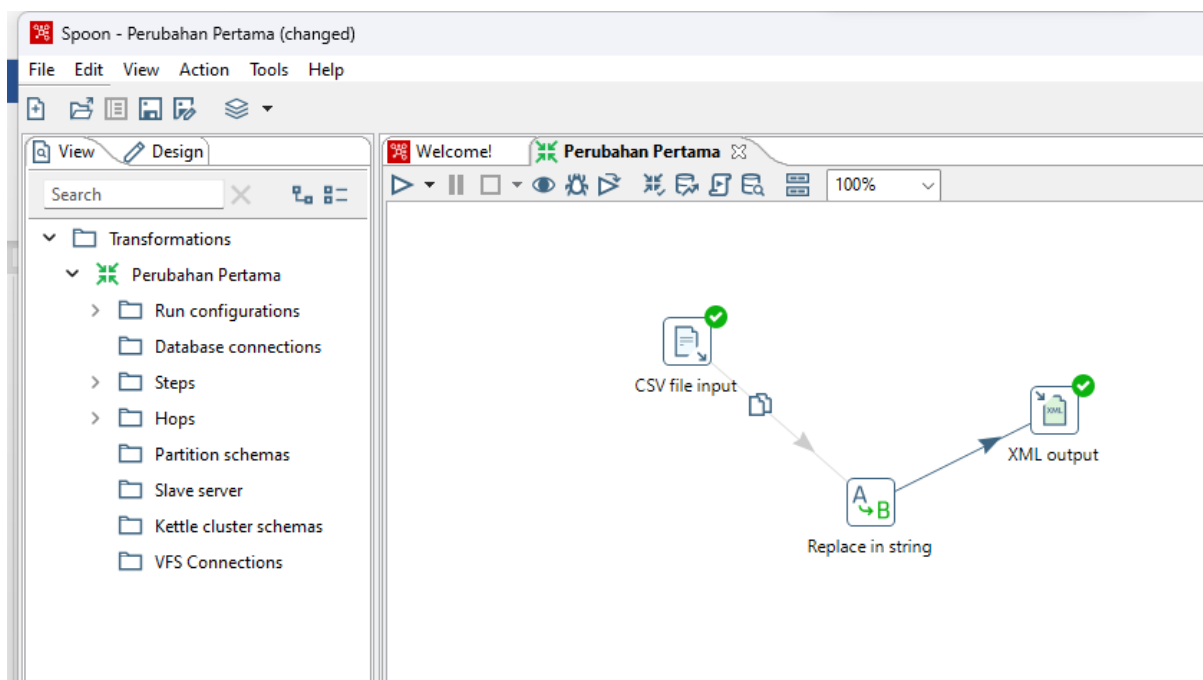 Spoon - Perubahan Pertama (changed)
File Edit View Action Tools Help
View Design
Welcome! Perubahan Pertama
Search
100%
Transformations
Perubahan Pertama
Run configurations
Database connections
Steps
Hops
Partition schemas
Slave server
Kettle cluster schemas
VFS Connections
CSV file input
XML
XML output
A
B
Replace in string